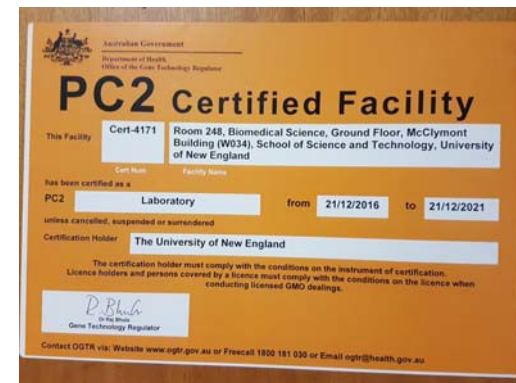 Australian Government
Department of Health
Office of the Gene Technology Regulator
PC2 Certified Facility
This Facility
Cert-4171
Room 248, Biomedical Science, Ground Floor, McClymont
Building (W034), School of Science and Technology, University
of New England
Cert Num
Facility Name
has been certified as a
PC2
Laboratory
from
21/12/2016
to
21/12/2021
unless cancelled, suspended or surrendered
Certification Holder
The University of New England
The certification holder must comply with the conditions on the instrument of certification.
Licence holders and persons covered by a licence must comply with the conditions on the licence when
conducting licensed GMO dealings.
Dr Raj Bhula
Gene Technology Regulator
Contact OGTR via: Website www.ogtr.gov.au or Freecall 1800 181 030 or Email ogtr@health.gov.au